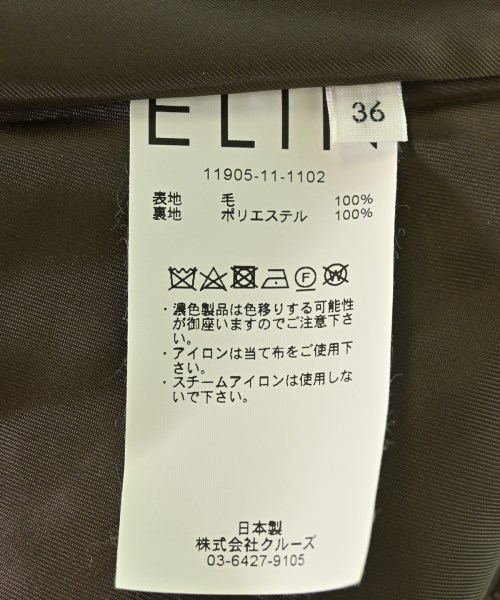 ELIN
36
11905-11-1102
表地 毛 100%
裏地 ポリエステル 100%
・濃色製品は色移りする可能性
が御座いますのでご注意下さ
い。
・アイロンは当て布をご使用下
さい。
・スチームアイロンは使用しな
いで下さい。
日本製
株式会社クルーズ
03-6427-9105